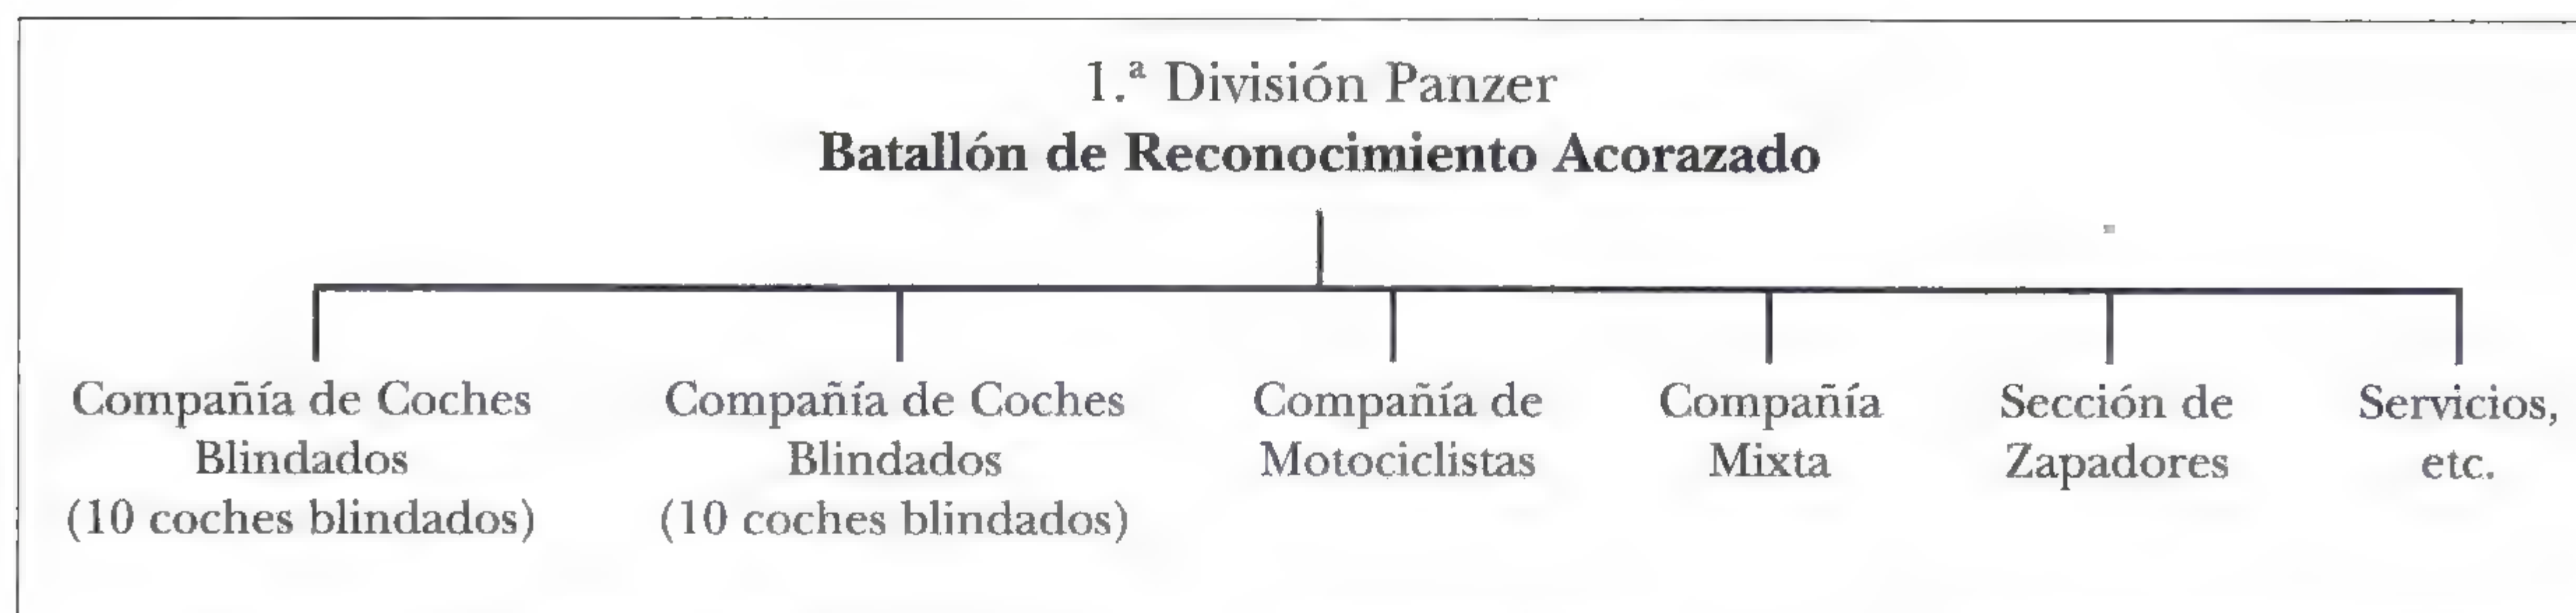 1.ª División Panzer
Batallón de Reconocimiento Acorazado
Compañía de Coches
Blindados
(10 coches blindados)
Compañía de Coches
Blindados
(10 coches blindados)
Compañía de
Motociclistas
Compañía
Mixta
Sección de
Zapadores
Servicios,
etc.